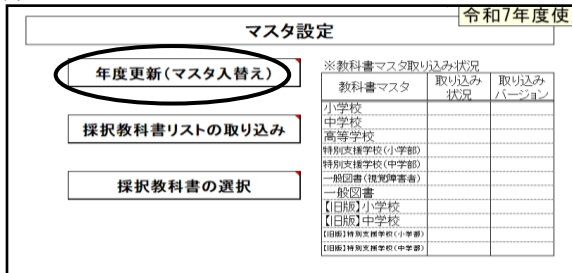 令和7年度使
マスタ設定
年度更新(マスタ入替え)
採択教科書リストの取り込み
採択教科書の選択
※教科書マスタ取り込み状況
教科書マスタ 取り込み状況 取り込みバージョン
小学校
中学校
高等学校
特別支援学校(小学部)
特別支援学校(中学部)
一般図書(視覚障害者)
一般図書
【旧版】小学校
【旧版】中学校
【旧版】特別支援学校(小学部)
【旧版】特別支援学校(中学部)